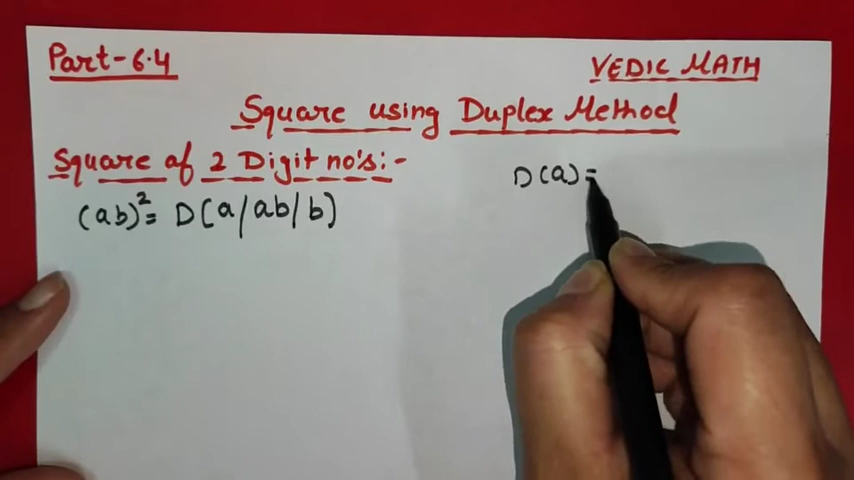 Part-6.4
VEDIC MATH
Square using Duplex Method
Square of 2 Digit no's:-
D(a)=
(ab)²= D(a/ab/b)